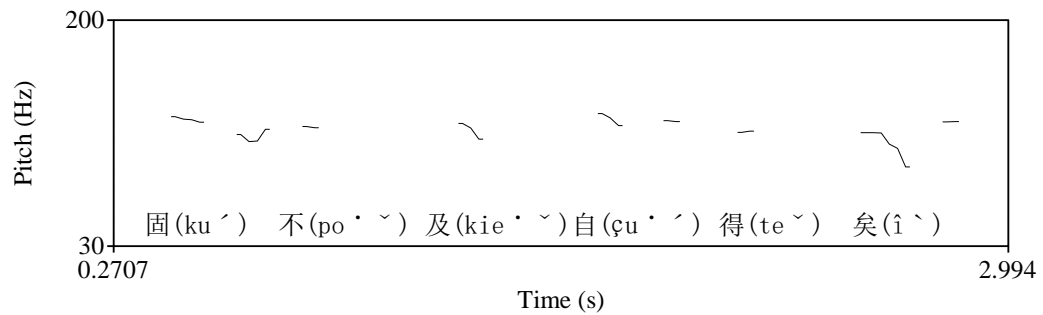 200
Pitch (Hz)
固(ku ˊ) 不(po˙ ˇ) 及(kie˙ ˇ)自(çu˙ ˊ) 得(te ˇ) 矣(î ˋ)
30
0.2707
2.994
Time (s)